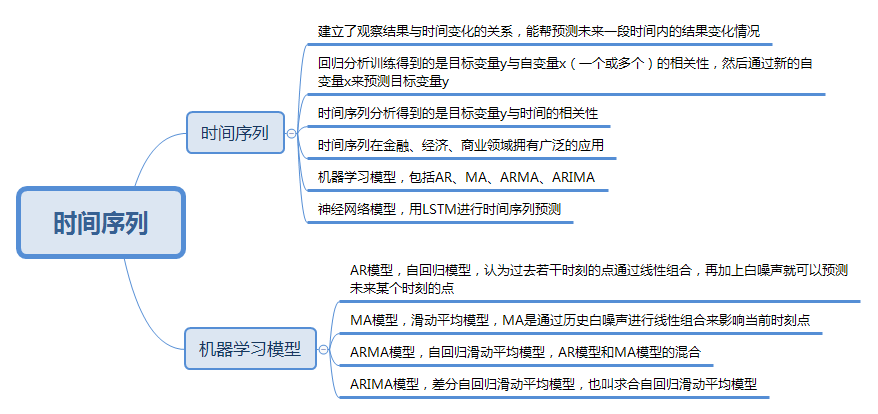 时间序列
时间序列
建立了观察结果与时间变化的关系，能帮预测未来一段时间内的结果变化情况
回归分析训练得到的是目标变量y与自变量x（一个或多个）的相关性，然后通过新的自
变量x来预测目标变量y
时间序列分析得到的是目标变量y与时间的相关性
时间序列在金融、经济、商业领域拥有广泛的应用
机器学习模型，包括AR、MA、ARMA、ARIMA
神经网络模型，用LSTM进行时间序列预测
机器学习模型
AR模型，自回归模型，认为过去若干时刻的点通过线性组合，再加上白噪声就可以预测
未来某个时刻的点
MA模型，滑动平均模型，MA是通过历史白噪声进行线性组合来影响当前时刻点
ARMA模型，自回归滑动平均模型，AR模型和MA模型的混合
ARIMA模型，差分自回归滑动平均模型，也叫求合自回归滑动平均模型